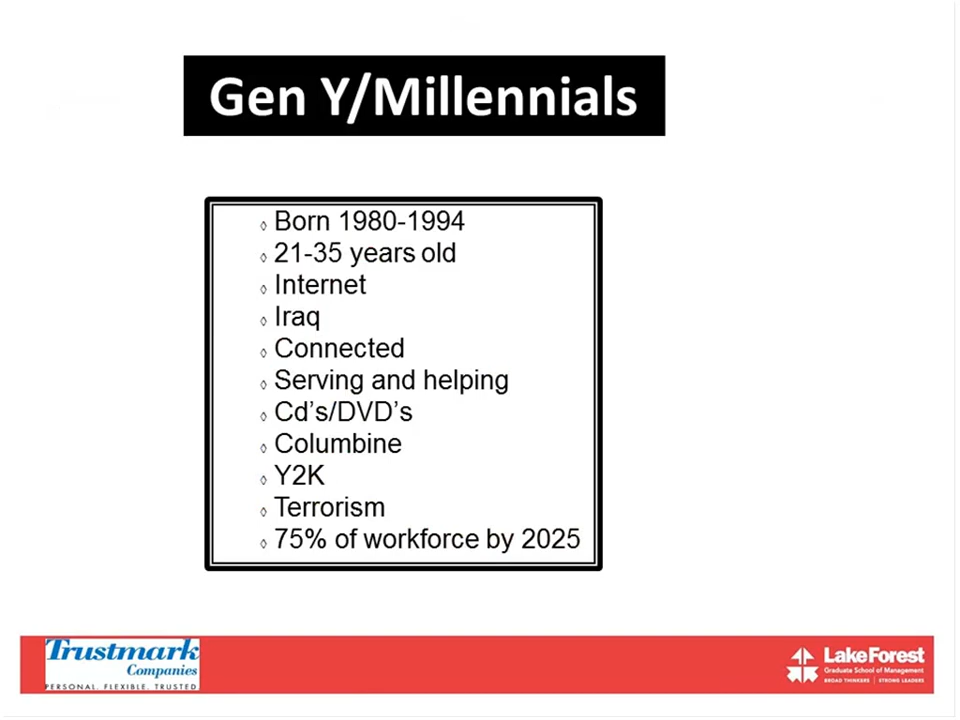 Gen Y/Millennials
Born 1980-1994
21-35 years old
Internet
Iraq
Connected
Serving and helping
Cd’s/DVD’s
Columbine
Y2K
Terrorism
75% of workforce by 2025
Trustmark
Companies
PERSONAL. FLEXIBLE. TRUSTED
Lake Forest
Graduate School of Management
BROAD THINKERS | STRONG LEADERS